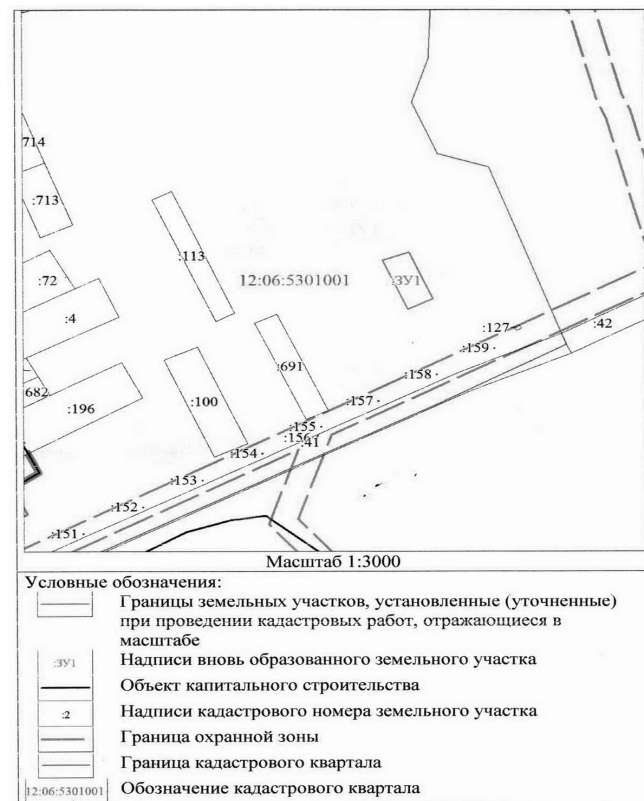 714
:713
:113
:72
12:06:5301001
:ЗУ1
:4
:127
:42
:159
:691
:158
682
:196
:100
:157
:155
:156
:41
:154
:153
:152
:151
Масштаб 1:3000
Условные обозначения:
Границы земельных участков, установленные (уточненные)
при проведении кадастровых работ, отражающиеся в
масштабе
:ЗУ1 Надписи вновь образованного земельного участка
Объект капитального строительства
:2 Надписи кадастрового номера земельного участка
Граница охранной зоны
Граница кадастрового квартала
12:06:5301001 Обозначение кадастрового квартала